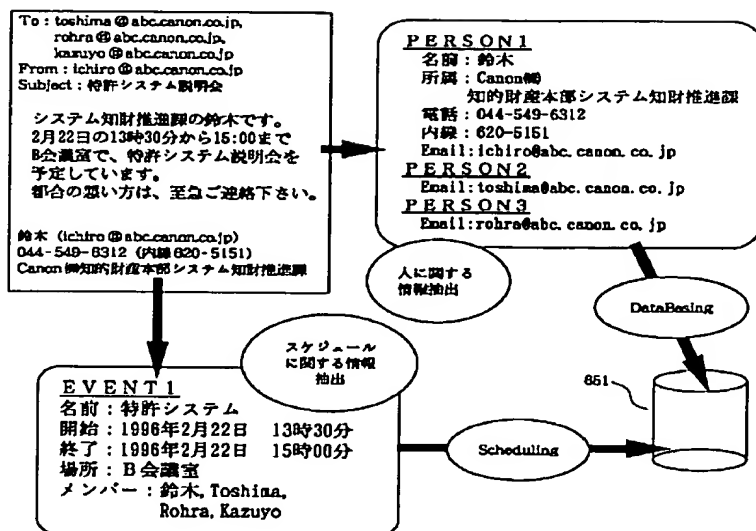 To：toshima@abc.canon.co.jp,
rohra@abc.canon.co.jp,
kazuyo@abc.canon.co.jp
From：ichiro@abc.canon.co.jp
Subject：特許システム説明会
システム知財推進課の鈴木です。
2月22日の13時30分から15:00まで
B会議室で、特許システム説明会を
予定しています。
都合の悪い方は、至急ご連絡下さい。
鈴木（ichiro@abc.canon.co.jp）
044-549-6312（内線620-5151）
Canon㈱知的財産本部システム知財推進課
PERSON1
名前：鈴木
所属：Canon㈱
知的財産本部システム知財推進課
電話：044-549-6312
内線：620-5151
Email:ichiro@abc.canon.co.jp
PERSON2
Email:toshima@abc.canon.co.jp
PERSON3
Email:rohra@abc.canon.co.jp
人に関する
情報抽出
DataBasing
スケジュール
に関する情報
抽出
EVENT1
名前：特許システム
開始：1996年2月22日 13時30分
終了：1996年2月22日 15時00分
場所：B会議室
メンバー：鈴木, Toshima,
Rohra, Kazuyo
Scheduling
651